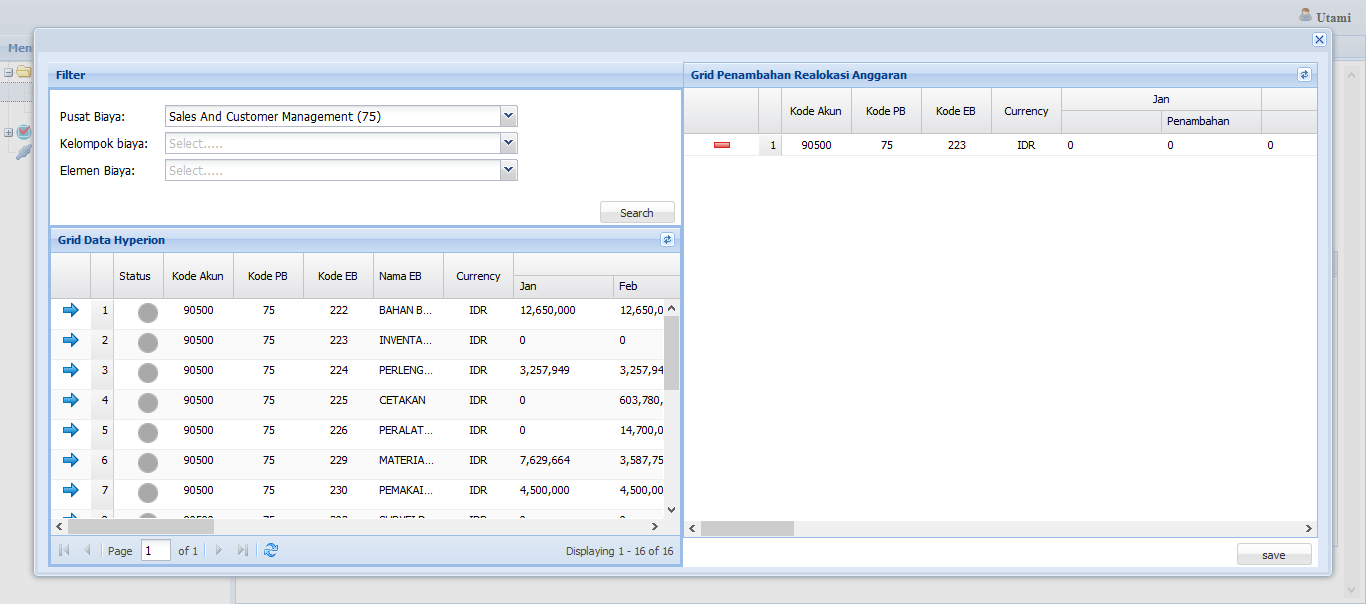 Utami
Men
Filter
Pusat Biaya: Sales And Customer Management (75)
Kelompok biaya: Select.....
Elemen Biaya: Select.....
Search
Grid Data Hyperion
Status Kode Akun Kode PB Kode EB Nama EB Currency Jan Feb
1 90500 75 222 BAHAN B... IDR 12,650,000 12,650,0
2 90500 75 223 INVENTA... IDR 0 0
3 90500 75 224 PERLENG... IDR 3,257,949 3,257,94
4 90500 75 225 CETAKAN IDR 0 603,780,
5 90500 75 226 PERALAT... IDR 0 14,700,0
6 90500 75 229 MATERIA... IDR 7,629,664 3,587,75
7 90500 75 230 PEMAKAI... IDR 4,500,000 4,500,00
Page 1 of 1 Displaying 1 - 16 of 16
Grid Penambahan Realokasi Anggaran
Kode Akun Kode PB Kode EB Currency Jan
Penambahan
1 90500 75 223 IDR 0 0 0
save